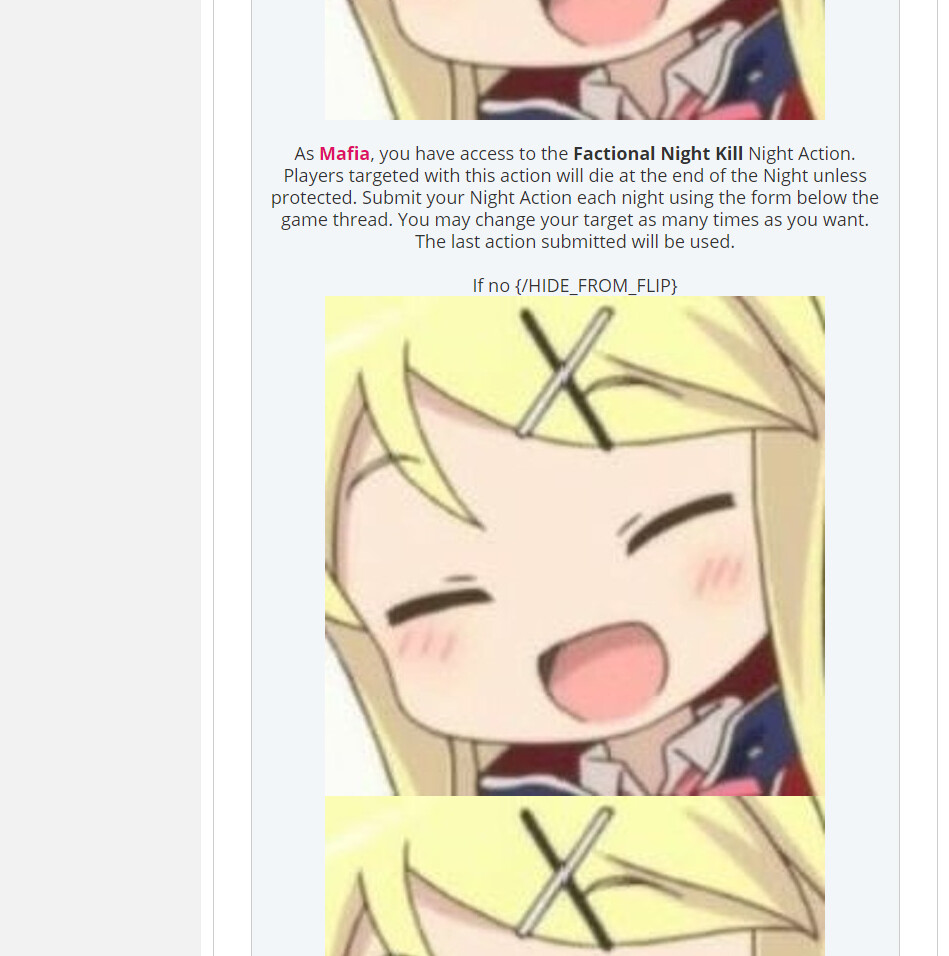 As Mafia, you have access to the Factional Night Kill Night Action.
Players targeted with this action will die at the end of the Night unless
protected. Submit your Night Action each night using the form below the
game thread. You may change your target as many times as you want.
The last action submitted will be used.
If no {/HIDE_FROM_FLIP}